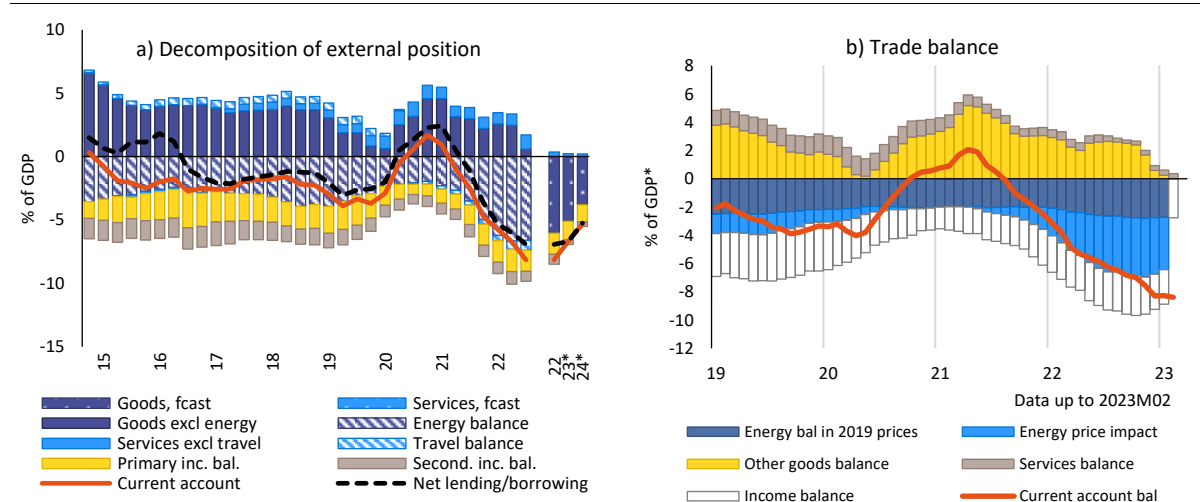 a) Decomposition of external position
% of GDP
10
5
0
-5
-10
-15
15
16
17
18
19
20
21
22
22
23*
24*
Goods, fcast
Services, fcast
Goods excl energy
Energy balance
Services excl travel
Travel balance
Primary inc. bal.
Second. inc. bal.
Current account
Net lending/borrowing
b) Trade balance
% of GDP*
8
6
4
2
0
-2
-4
-6
-8
-10
-12
19
20
21
22
23
Data up to 2023M02
Energy bal in 2019 prices
Energy price impact
Other goods balance
Services balance
Income balance
Current account bal